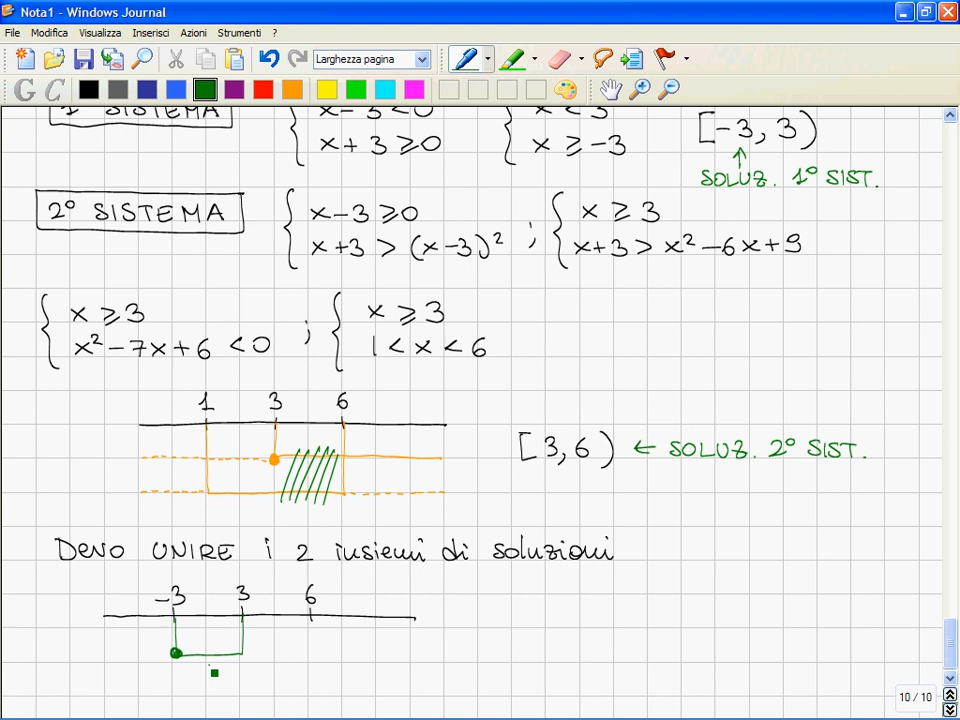 Nota1 - Windows Journal
File Modifica Visualizza Inserisci Azioni Strumenti ?
Larghezza pagina
G C
1° SISTEMA { x-3<0 { x<3 [-3, 3)
x+3≥0 x≥-3
↑
SOLUZ. 1° SIST.
2° SISTEMA { x-3≥0 ; { x≥3
x+3>(x-3)² x+3>x²-6x+9
{ x≥3 ; { x≥3
x²-7x+6<0 1<x<6
1 3 6
[3,6) ← SOLUZ. 2° SIST.
DEVO UNIRE i 2 insiemi di soluzioni
-3 3 6
10 / 10